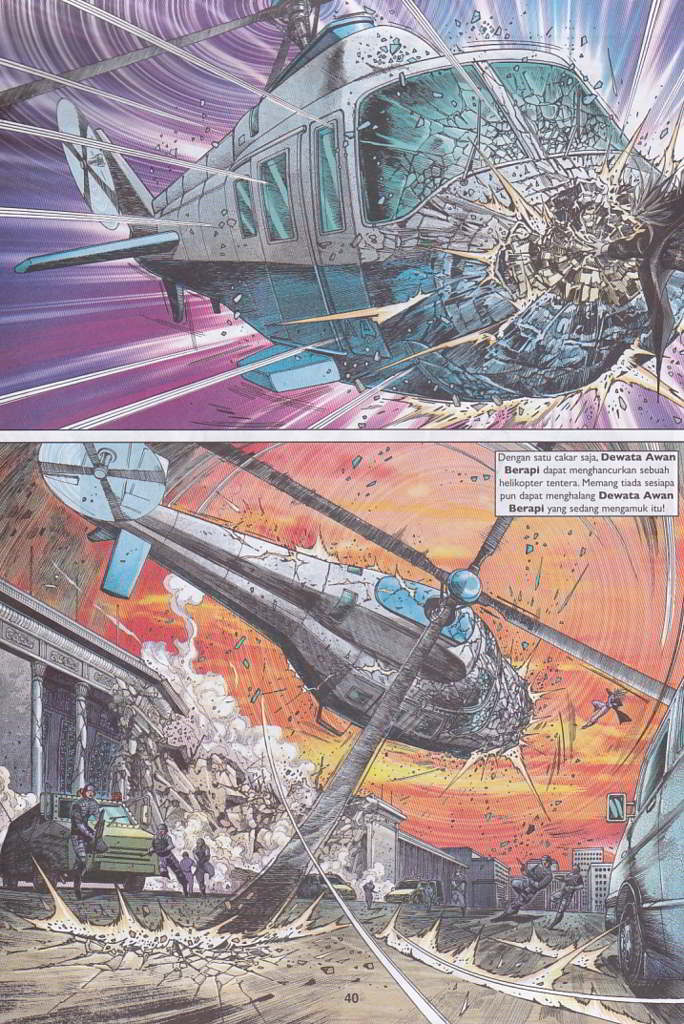 Dengan satu cakar saja, Dewata Awan
Berapi dapat menghancurkan sebuah
helikopter tentera. Memang tiada sesiapa
pun dapat menghalang Dewata Awan
Berapi yang sedang mengamuk itu!
40